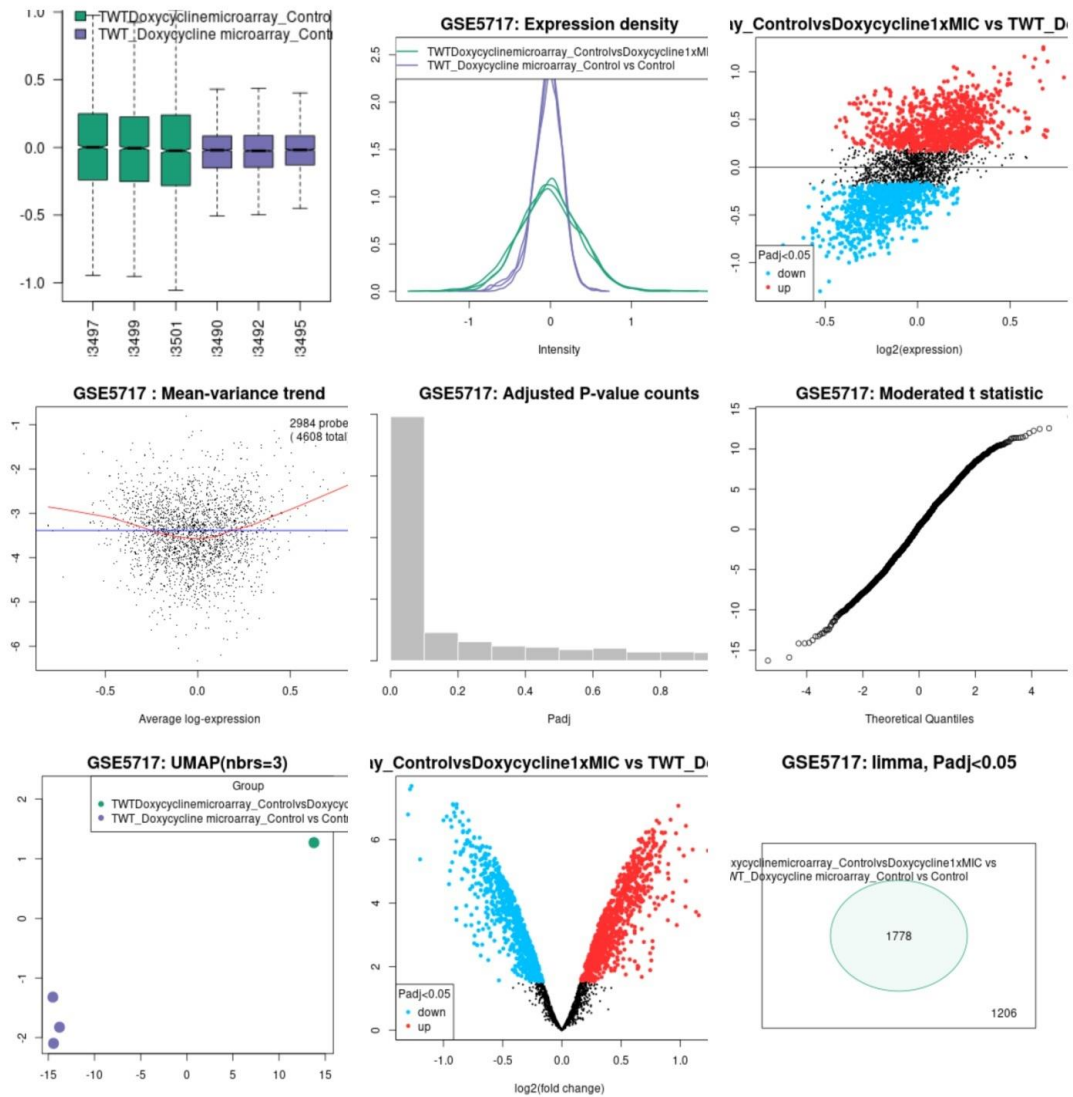 TWTDoxycyclinemicroarray_Contro
TWT_Doxycycline microarray_Cont
1.0
0.5
0.0
-0.5
-1.0
3497
3499
3501
3490
3492
3495
GSE5717: Expression density
TWTDoxycyclinemicroarray_ControlvsDoxycycline1xMI
TWT_Doxycycline microarray_Control vs Control
2.5
2.0
1.5
1.0
0.5
0.0
-1 0 1
Intensity
ay_ControlvsDoxycycline1xMIC vs TWT_Do
1.0
0.5
0.0
-0.5
-1.0
Padj<0.05
down
up
-0.5 0.0 0.5
log2(expression)
GSE5717 : Mean-variance trend
2984 probe
( 4608 total
-1
-2
-3
-4
-5
-6
-0.5 0.0 0.5
Average log-expression
GSE5717: Adjusted P-value counts
0.0 0.2 0.4 0.6 0.8
Padj
GSE5717: Moderated t statistic
15
10
5
0
-5
-10
-15
-4 -2 0 2 4
Theoretical Quantiles
GSE5717: UMAP(nbrs=3)
Group
TWTDoxycyclinemicroarray_ControlvsDoxyc
TWT_Doxycycline microarray_Control vs Cont
2
1
0
-1
-2
-15 -10 -5 0 5 10 15
ay_ControlvsDoxycycline1xMIC vs TWT_Do
6
4
2
0
Padj<0.05
down
up
-1.0 -0.5 0.0 0.5 1.0
log2(fold change)
GSE5717: limma, Padj<0.05
xycyclinemicroarray_ControlvsDoxycycline1xMIC vs
WT_Doxycycline microarray_Control vs Control
1778
1206